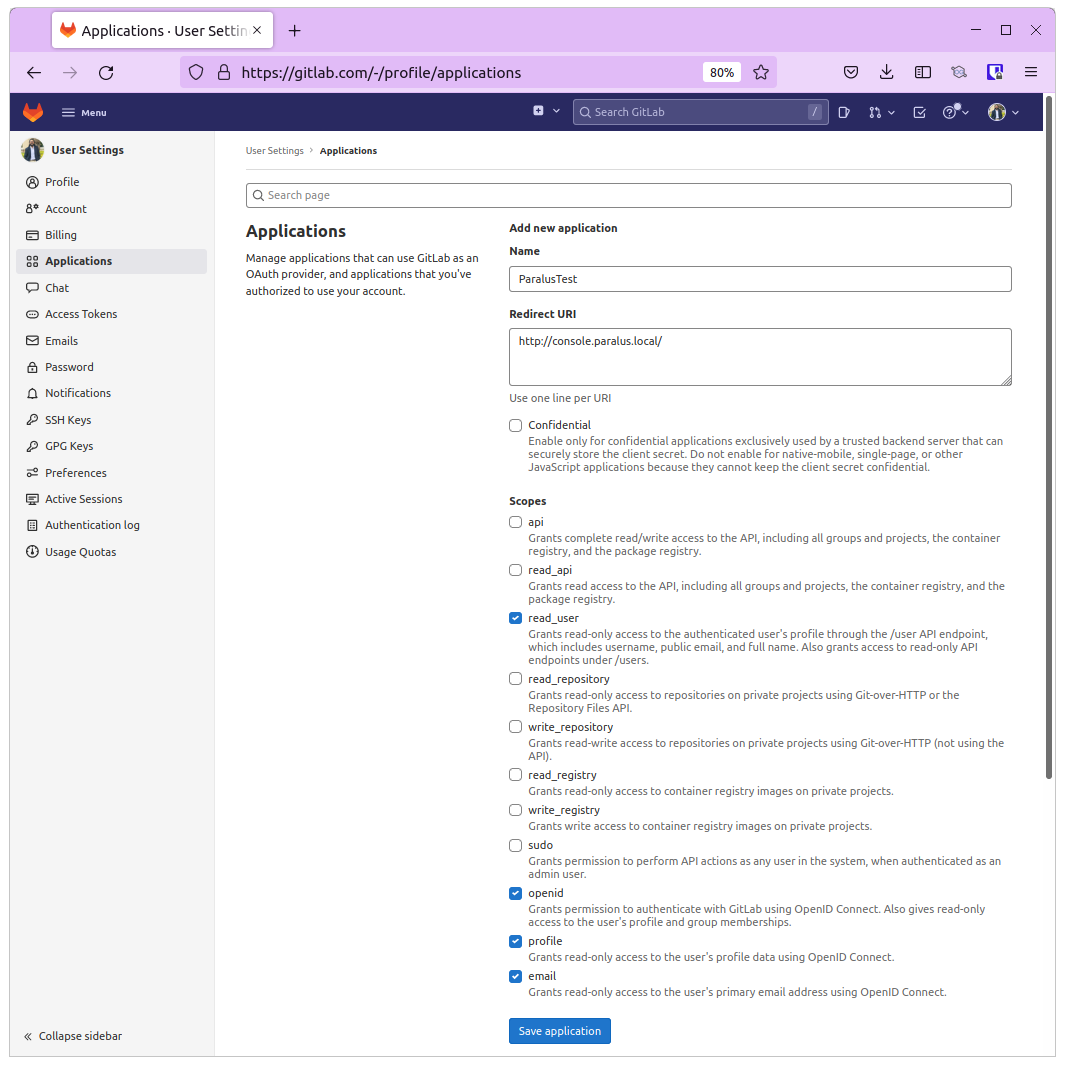 Applications · User Settin
https://gitlab.com/-/profile/applications
80%
Menu
Search GitLab
/
User Settings
Profile
Account
Billing
Applications
Chat
Access Tokens
Emails
Password
Notifications
SSH Keys
GPG Keys
Preferences
Active Sessions
Authentication log
Usage Quotas
Collapse sidebar
User Settings › Applications
Search page
Applications
Manage applications that can use GitLab as an
OAuth provider, and applications that you've
authorized to use your account.
Add new application
Name
ParalusTest
Redirect URI
http://console.paralus.local/
Use one line per URI
Confidential
Enable only for confidential applications exclusively used by a trusted backend server that can
securely store the client secret. Do not enable for native-mobile, single-page, or other
JavaScript applications because they cannot keep the client secret confidential.
Scopes
api
Grants complete read/write access to the API, including all groups and projects, the container
registry, and the package registry.
read_api
Grants read access to the API, including all groups and projects, the container registry, and the
package registry.
read_user
Grants read-only access to the authenticated user's profile through the /user API endpoint,
which includes username, public email, and full name. Also grants access to read-only API
endpoints under /users.
read_repository
Grants read-only access to repositories on private projects using Git-over-HTTP or the
Repository Files API.
write_repository
Grants read-write access to repositories on private projects using Git-over-HTTP (not using the
API).
read_registry
Grants read-only access to container registry images on private projects.
write_registry
Grants write access to container registry images on private projects.
sudo
Grants permission to perform API actions as any user in the system, when authenticated as an
admin user.
openid
Grants permission to authenticate with GitLab using OpenID Connect. Also gives read-only
access to the user's profile and group memberships.
profile
Grants read-only access to the user's profile data using OpenID Connect.
email
Grants read-only access to the user's primary email address using OpenID Connect.
Save application